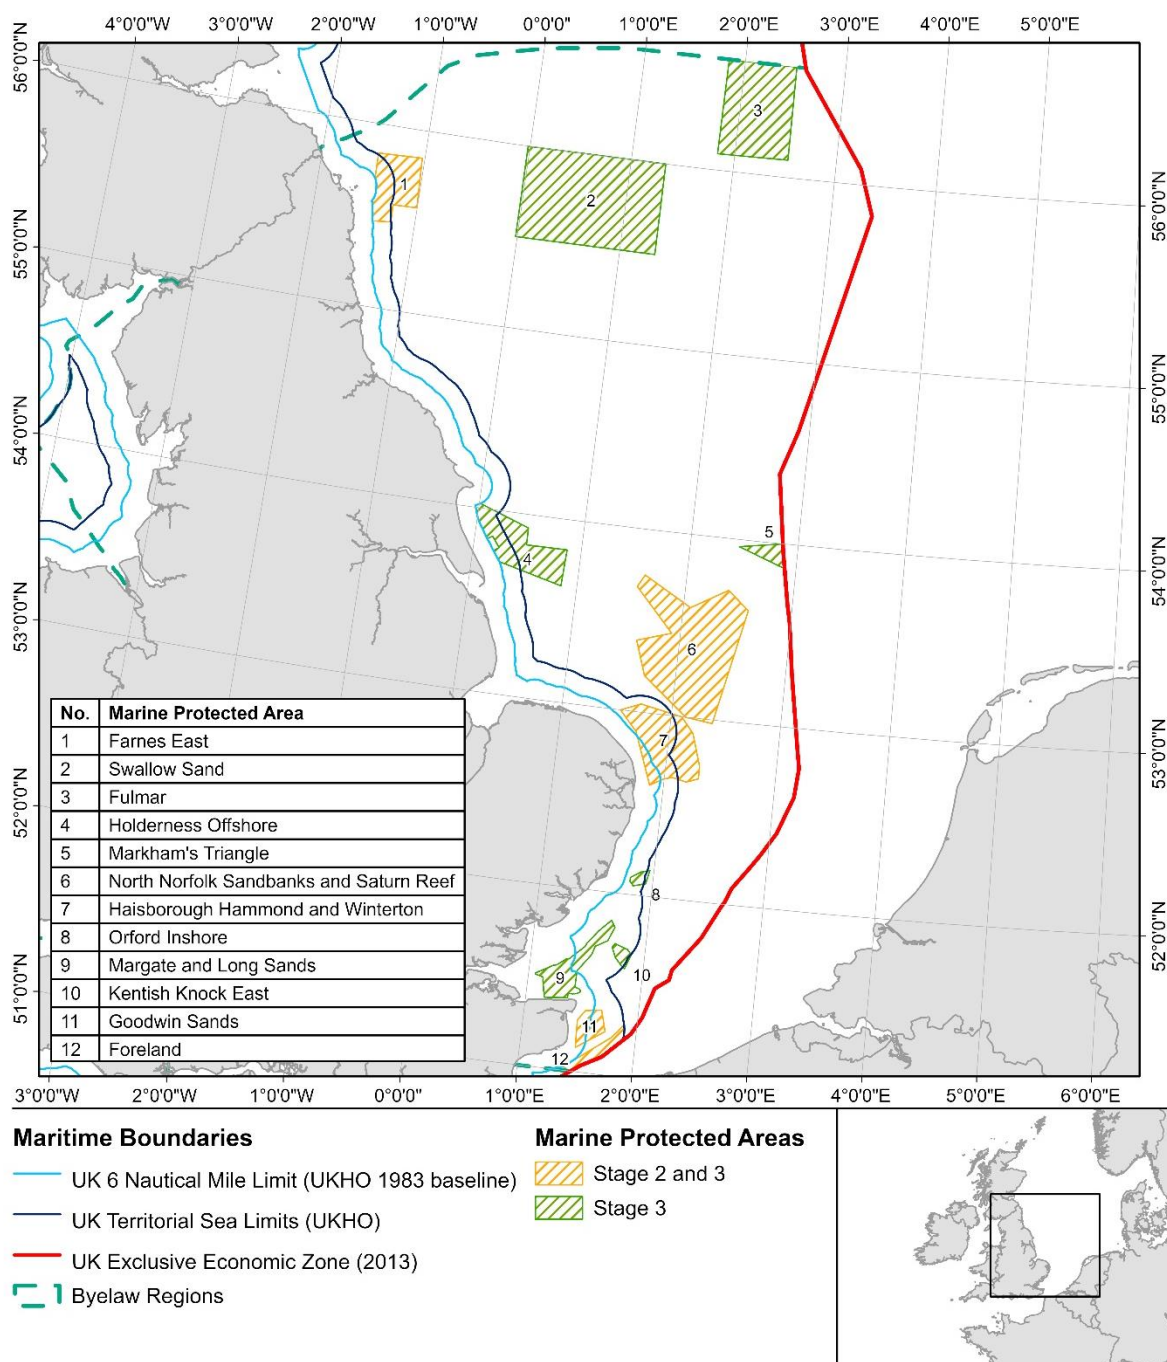 4°0'0"W 3°0'0"W 2°0'0"W 1°0'0"W 0°0'0" 1°0'0"E 2°0'0"E 3°0'0"E 4°0'0"E 5°0'0"E
56°0'0"N
55°0'0"N
54°0'0"N
53°0'0"N
52°0'0"N
51°0'0"N
56°0'0"N
55°0'0"N
54°0'0"N
53°0'0"N
52°0'0"N
3
1
2
5
4
6
7
8
9
10
11
12
No. Marine Protected Area
1 Farnes East
2 Swallow Sand
3 Fulmar
4 Holderness Offshore
5 Markham's Triangle
6 North Norfolk Sandbanks and Saturn Reef
7 Haisborough Hammond and Winterton
8 Orford Inshore
9 Margate and Long Sands
10 Kentish Knock East
11 Goodwin Sands
12 Foreland
3°0'0"W 2°0'0"W 1°0'0"W 0°0'0" 1°0'0"E 2°0'0"E 3°0'0"E 4°0'0"E 5°0'0"E 6°0'0"E
Maritime Boundaries
UK 6 Nautical Mile Limit (UKHO 1983 baseline)
UK Territorial Sea Limits (UKHO)
UK Exclusive Economic Zone (2013)
Byelaw Regions
Marine Protected Areas
Stage 2 and 3
Stage 3